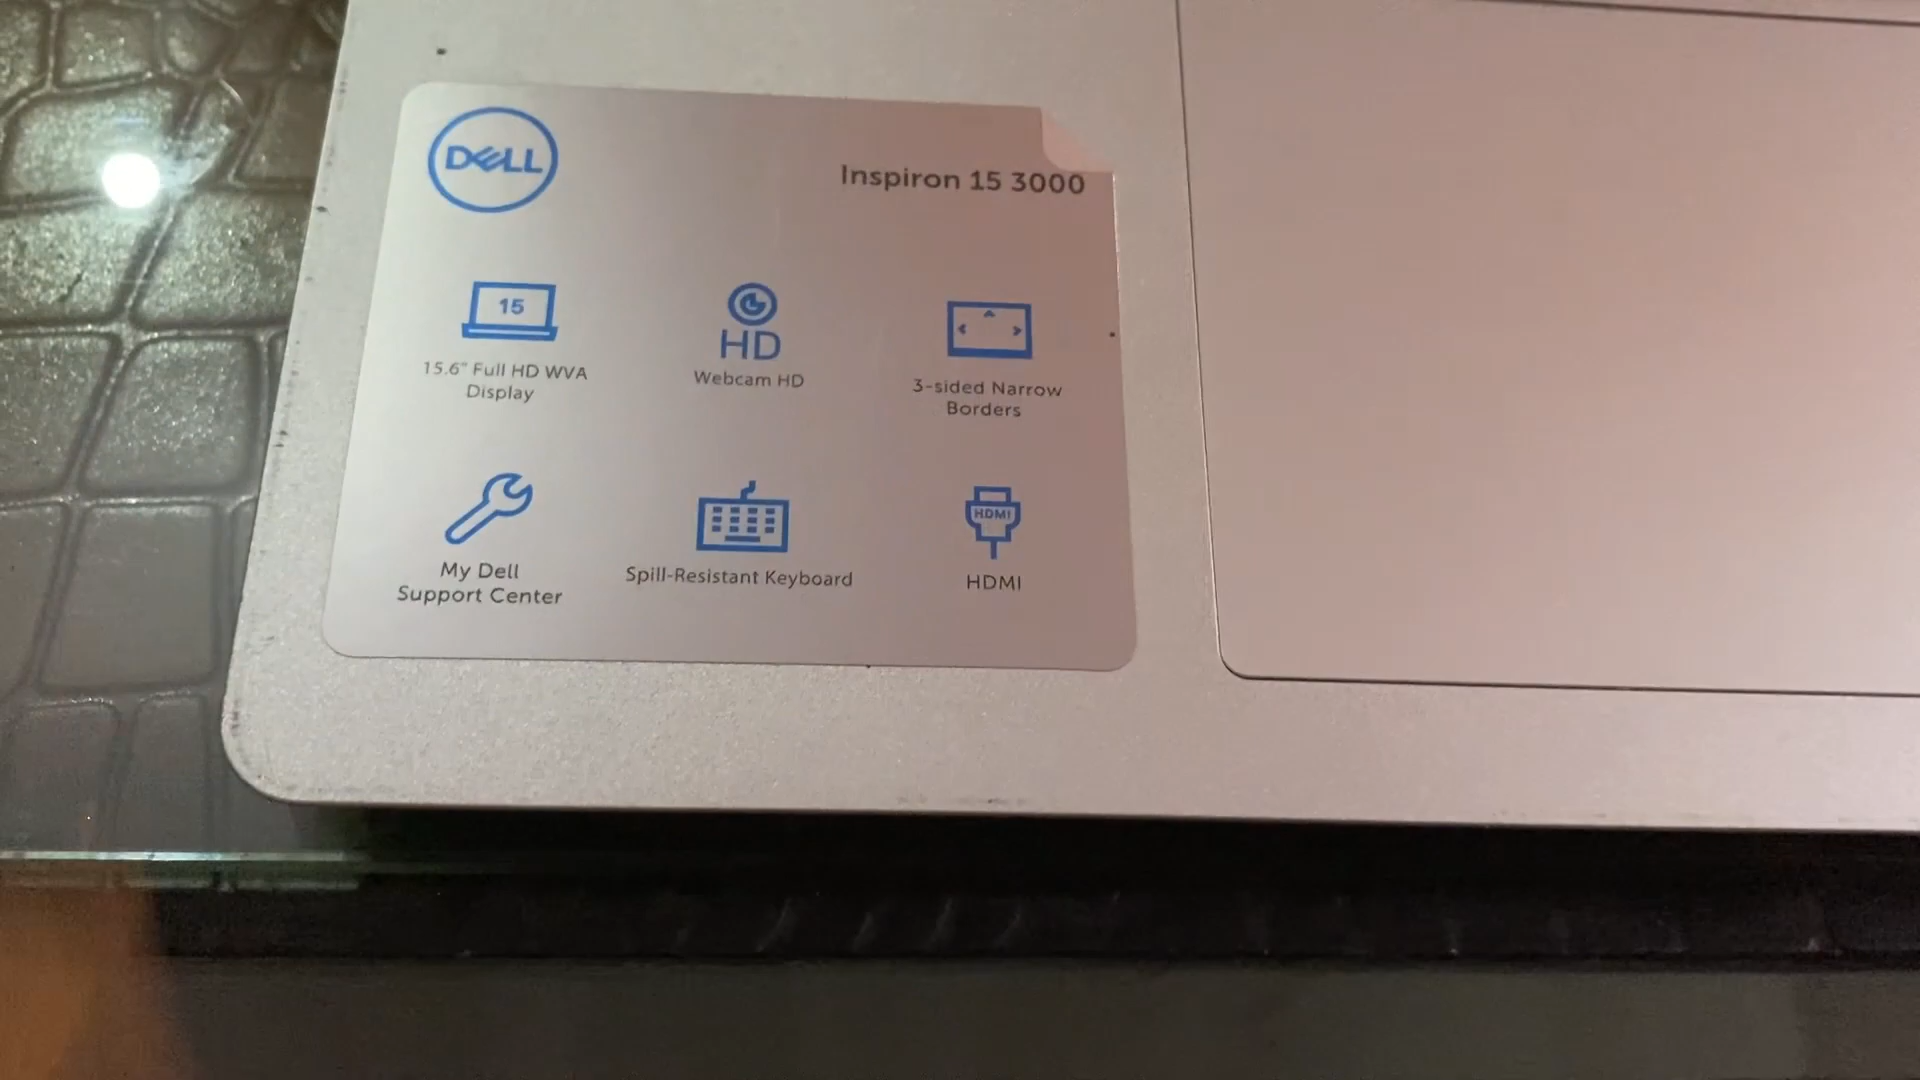 DELL
Inspiron 15 3000
15
HD
15.6" Full HD WVA
Display
Webcam HD
3-sided Narrow
Borders
HDMI
My Dell
Support Center
Spill-Resistant Keyboard
HDMI